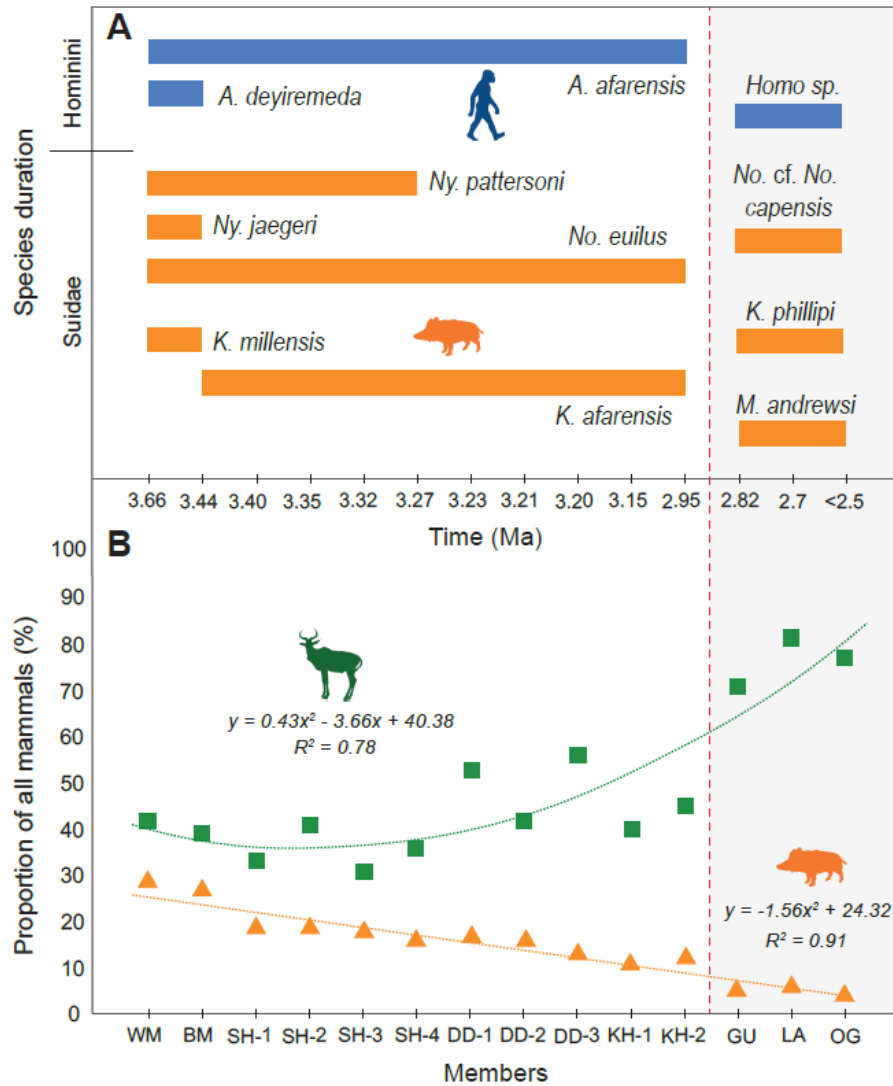 A
Species duration
Hominini
Suidae
A. afarensis
A. deyiremeda
Homo sp.
Ny. pattersoni
No. cf. No.
capensis
Ny. jaegeri
No. euilus
K. millensis
K. phillipi
K. afarensis
M. andrewsi
3.66 3.44 3.40 3.35 3.32 3.27 3.23 3.21 3.20 3.15 2.95 2.82 2.7 <2.5
Time (Ma)
B
Proportion of all mammals (%)
100
90
80
70
60
50
40
30
20
10
0
y = 0.43x² - 3.66x + 40.38
R² = 0.78
y = -1.56x² + 24.32
R² = 0.91
WM BM SH-1 SH-2 SH-3 SH-4 DD-1 DD-2 DD-3 KH-1 KH-2 GU LA OG
Members